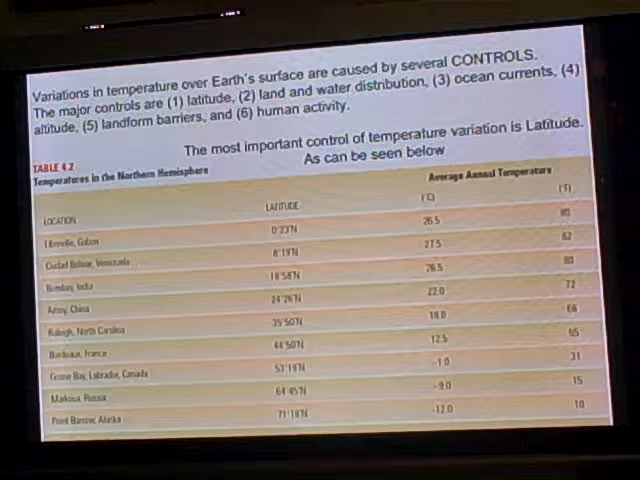 Variations in temperature over Earth's surface are caused by several CONTROLS.
The major controls are (1) latitude, (2) land and water distribution, (3) ocean currents, (4)
altitude, (5) landform barriers, and (6) human activity.
The most important control of temperature variation is Latitude.
As can be seen below
TABLE 4.2
Temperatures in the Northern Hemisphere
Average Annual Temperature
LOCATION LATITUDE (°C) (°F)
Libreville, Gabon 0°23'N 26.5 80
Ciudad Bolivar, Venezuela 8°19'N 27.5 82
Bombay, India 18°58'N 26.5 80
Amoy, China 24°26'N 22.0 72
Raleigh, North Carolina 35°50'N 18.0 66
Bordeaux, France 44°50'N 12.5 55
Goose Bay, Labrador, Canada 53°19'N -1.0 31
Markova, Russia 64°45'N -9.0 15
Point Barrow, Alaska 71°18'N -12.0 10